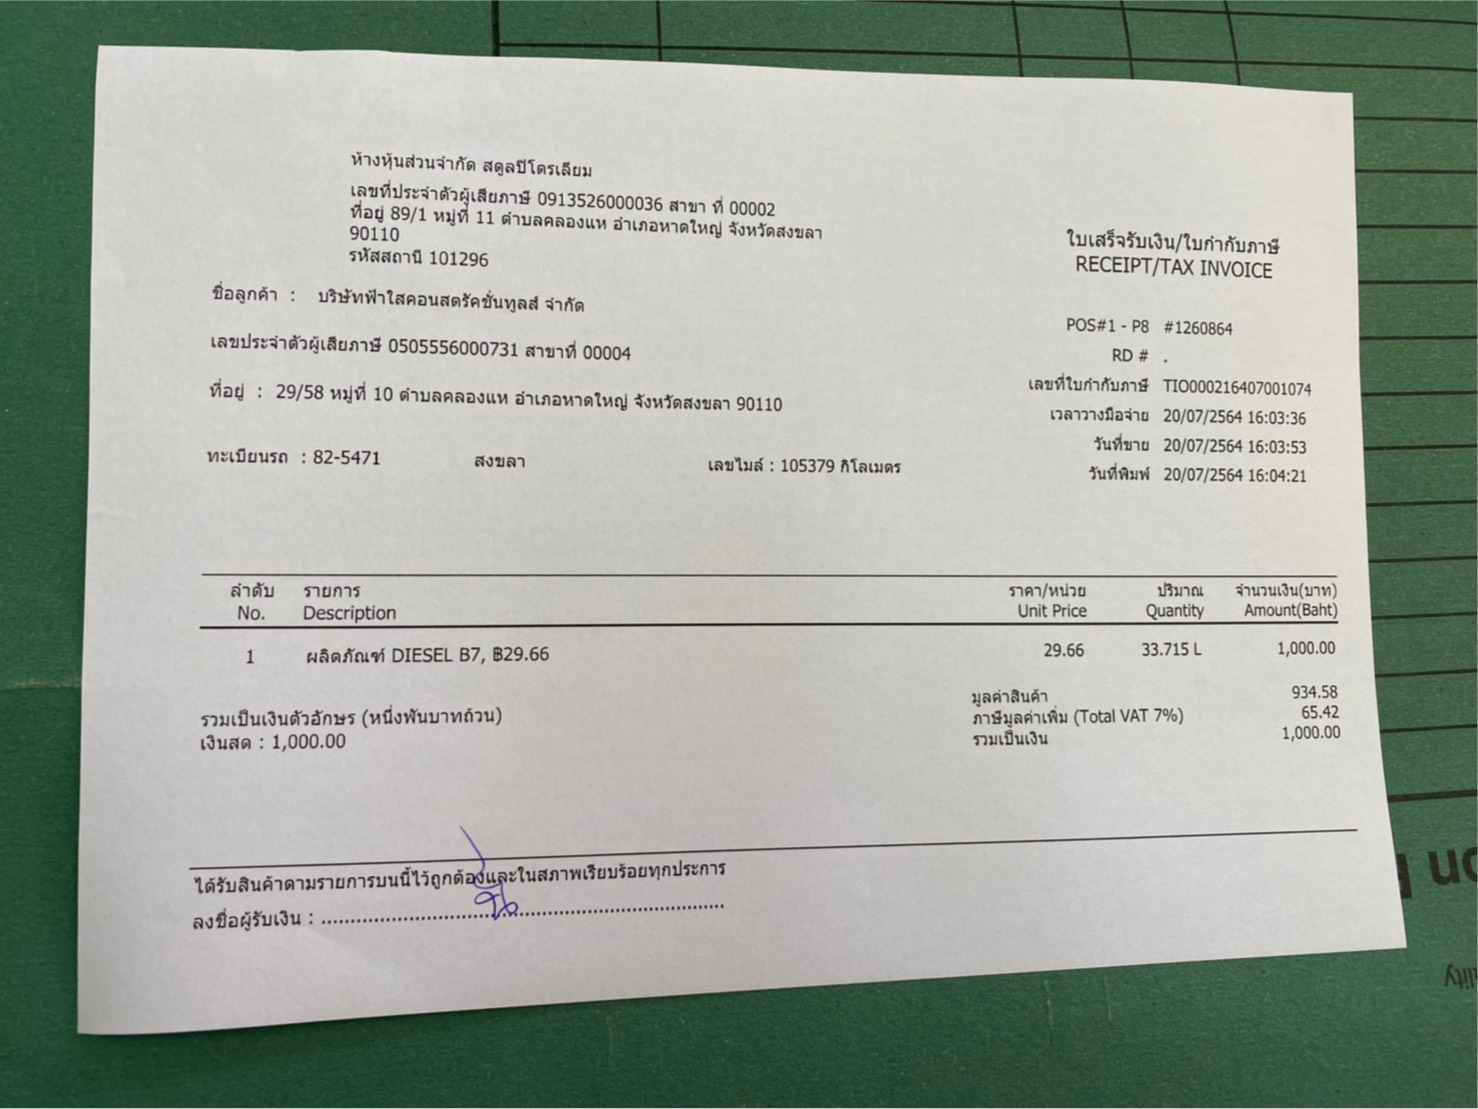 ห้างหุ้นส่วนจำกัด สตูลปิโตรเลียม
เลขที่ประจำตัวผู้เสียภาษี 0913526000036 สาขา ที่ 00002
ที่อยู่ 89/1 หมู่ที่ 11 ตำบลคลองแห อำเภอหาดใหญ่ จังหวัดสงขลา
90110
รหัสสถานี 101296
ใบเสร็จรับเงิน/ใบกำกับภาษี
RECEIPT/TAX INVOICE
ชื่อลูกค้า : บริษัทฟ้าใสคอนสตรัคชั่นทูลส์ จำกัด
เลขประจำตัวผู้เสียภาษี 0505556000731 สาขาที่ 00004
ที่อยู่ : 29/58 หมู่ที่ 10 ตำบลคลองแห อำเภอหาดใหญ่ จังหวัดสงขลา 90110
ทะเบียนรถ : 82-5471 สงขลา เลขไมล์ : 105379 กิโลเมตร
POS#1 - P8 #1260864
RD # .
เลขที่ใบกำกับภาษี TIO000216407001074
เวลาวางมือจ่าย 20/07/2564 16:03:36
วันที่ขาย 20/07/2564 16:03:53
วันที่พิมพ์ 20/07/2564 16:04:21
ลำดับ รายการ ราคา/หน่วย ปริมาณ จำนวนเงิน(บาท)
No. Description Unit Price Quantity Amount(Baht)
1 ผลิตภัณฑ์ DIESEL B7, ฿29.66 29.66 33.715 L 1,000.00
มูลค่าสินค้า 934.58
ภาษีมูลค่าเพิ่ม (Total VAT 7%) 65.42
รวมเป็นเงิน 1,000.00
รวมเป็นเงินตัวอักษร (หนึ่งพันบาทถ้วน)
เงินสด : 1,000.00
ได้รับสินค้าตามรายการบนนี้ไว้ถูกต้องและในสภาพเรียบร้อยทุกประการ
ลงชื่อผู้รับเงิน : ................................................................